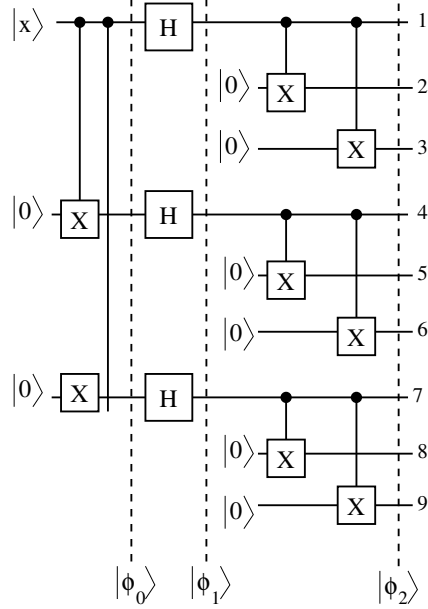 |x⟩ H 1
|0⟩ X 2
|0⟩ X 3
|0⟩ X H 4
|0⟩ X 5
|0⟩ X 6
|0⟩ X H 7
|0⟩ X 8
|0⟩ X 9
|ϕ₀⟩ |ϕ₁⟩ |ϕ₂⟩